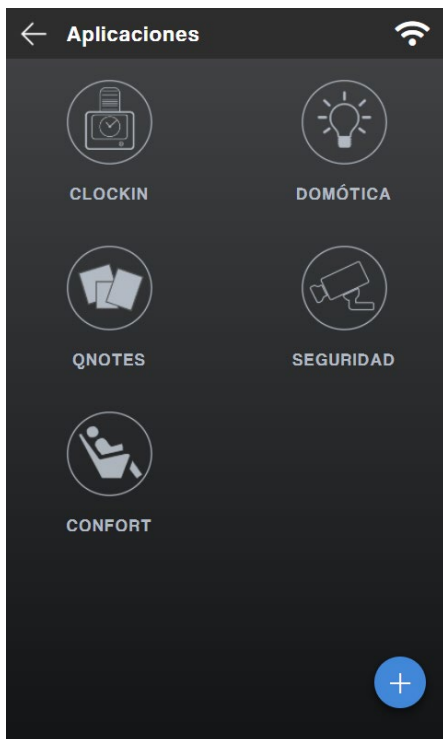 Aplicaciones
CLOCKIN
DOMÓTICA
QNOTES
SEGURIDAD
CONFORT